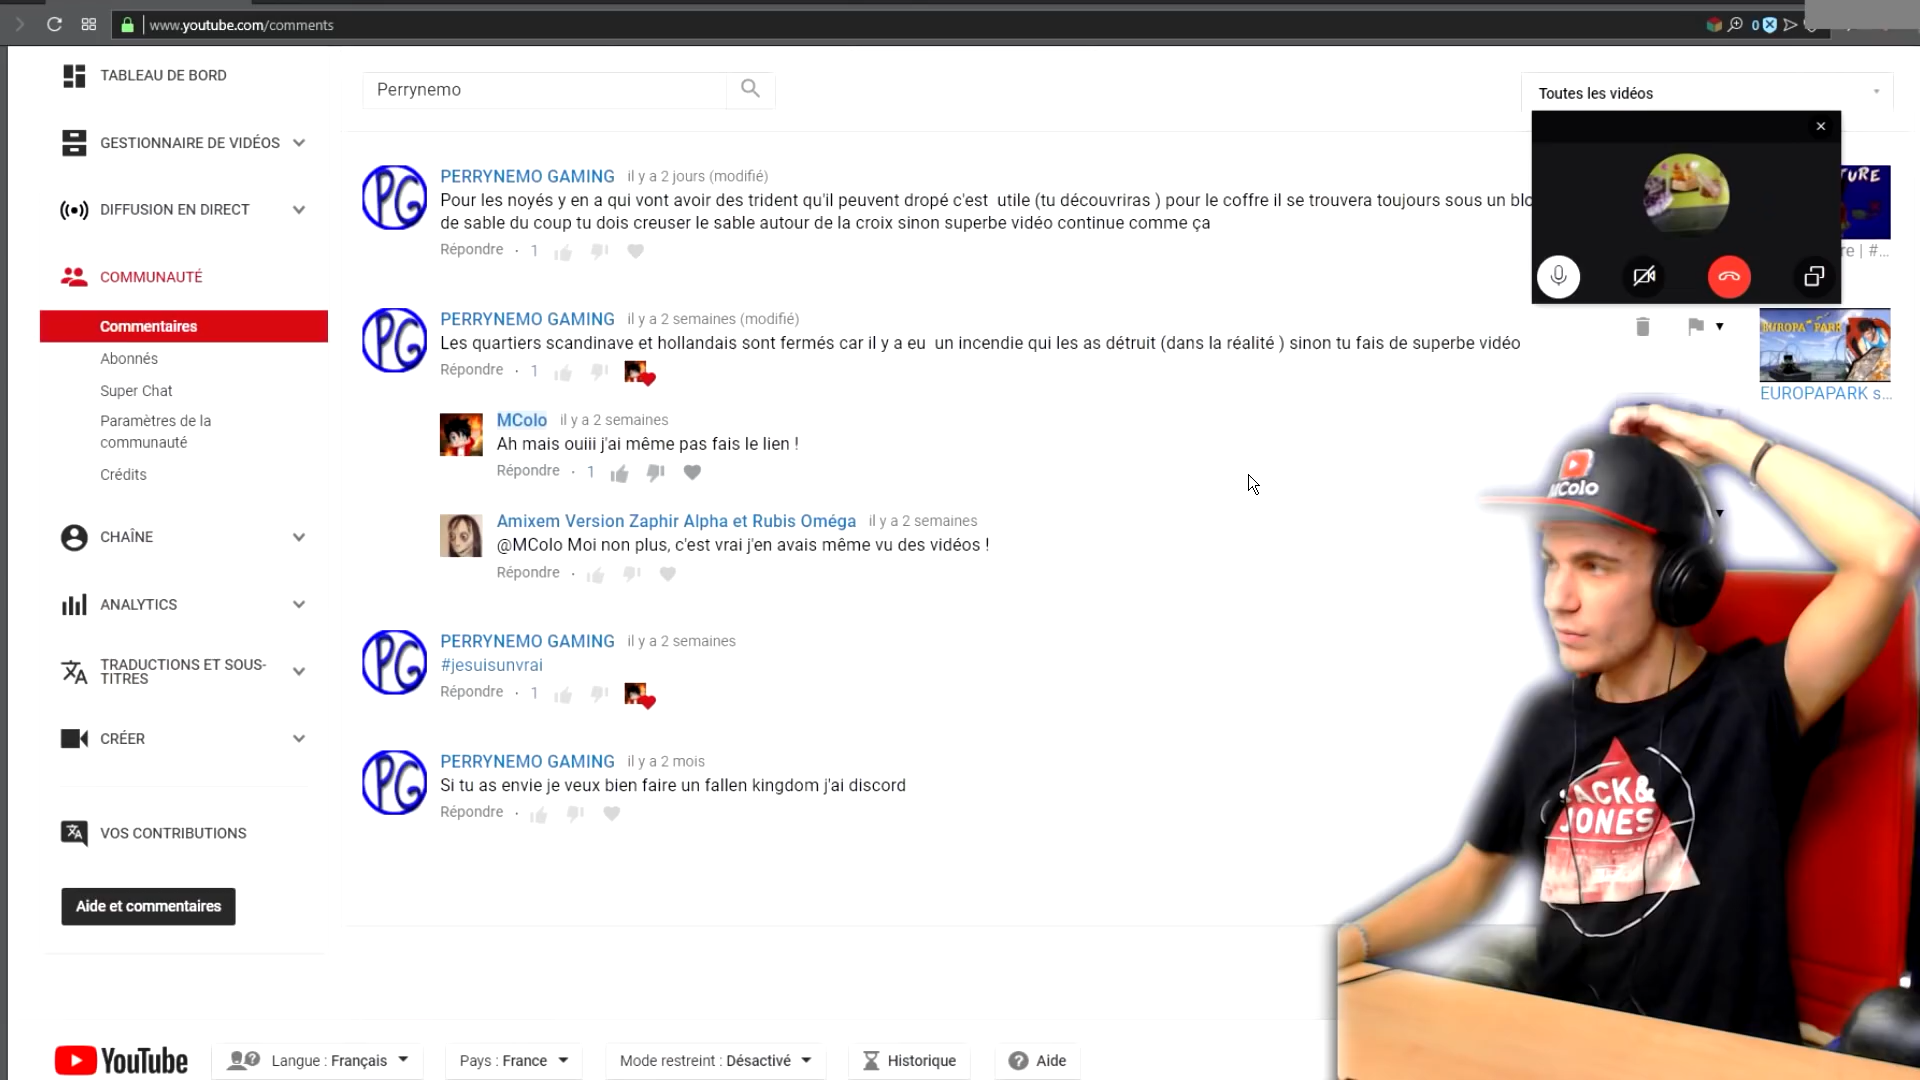 www.youtube.com/comments
0
TABLEAU DE BORD
Perrynemo
Toutes les vidéos
GESTIONNAIRE DE VIDÉOS
DIFFUSION EN DIRECT
COMMUNAUTÉ
Commentaires
Abonnés
Super Chat
Paramètres de la
communauté
Crédits
CHAÎNE
ANALYTICS
TRADUCTIONS ET SOUS-
TITRES
CRÉER
VOS CONTRIBUTIONS
Aide et commentaires
PG
PERRYNEMO GAMING il y a 2 jours (modifié)
Pour les noyés y en a qui vont avoir des trident qu'il peuvent dropé c'est utile (tu découvriras ) pour le coffre il se trouvera toujours sous un
de sable du coup tu dois creuser le sable autour de la croix sinon superbe vidéo continue comme ça
Répondre · 1
PG
PERRYNEMO GAMING il y a 2 semaines (modifié)
Les quartiers scandinave et hollandais sont fermés car il y a eu un incendie qui les as détruit (dans la réalité ) sinon tu fais de superbe vidéo
Répondre · 1
EUROPA PARK
EUROPAPARK s...
MColo il y a 2 semaines
Ah mais ouiii j'ai même pas fais le lien !
Répondre · 1
Amixem Version Zaphir Alpha et Rubis Oméga il y a 2 semaines
@MColo Moi non plus, c'est vrai j'en avais même vu des vidéos !
Répondre ·
PG
PERRYNEMO GAMING il y a 2 semaines
#jesuisunvrai
Répondre · 1
PG
PERRYNEMO GAMING il y a 2 mois
Si tu as envie je veux bien faire un fallen kingdom j'ai discord
Répondre ·
MColo
JACK&
JONES
YouTube
Langue : Français
Pays : France
Mode restreint : Désactivé
Historique
Aide